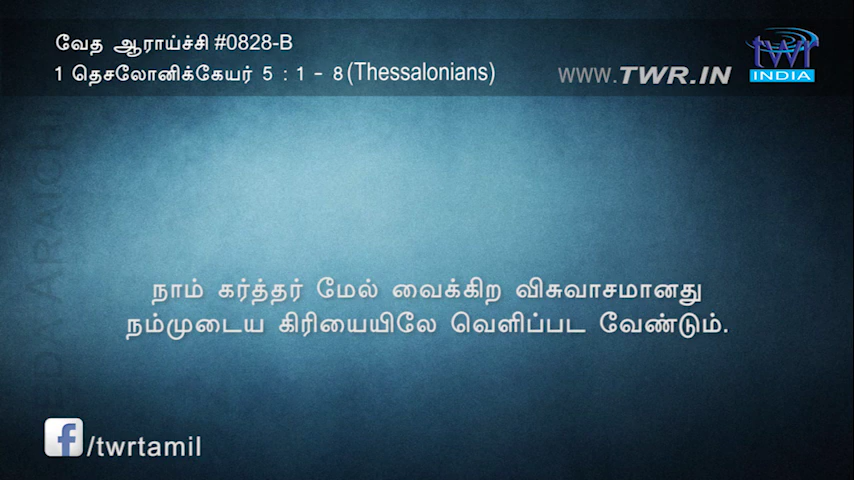 வேத ஆராய்ச்சி #0828-B
1 தெசலோனிக்கேயர் 5 : 1 - 8 (Thessalonians)
www.TWR.IN
twr
INDIA
நாம் கர்த்தர் மேல் வைக்கிற விசுவாசமானது
நம்முடைய கிரியையிலே வெளிப்பட வேண்டும்.
f/twrtamil